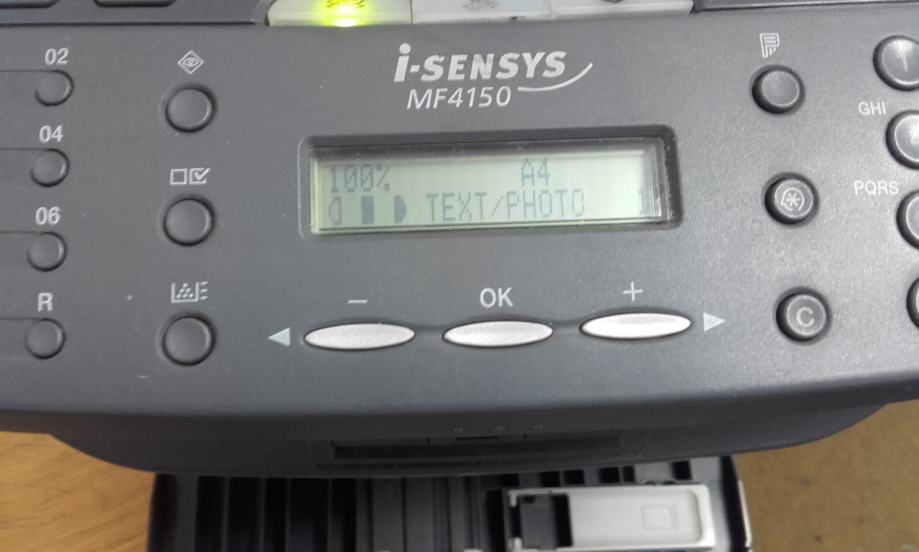 i-SENSYS
MF4150
02
04
06
R
100% A4
TEXT/PHOTO 1
− OK +
C
GHI
PQRS